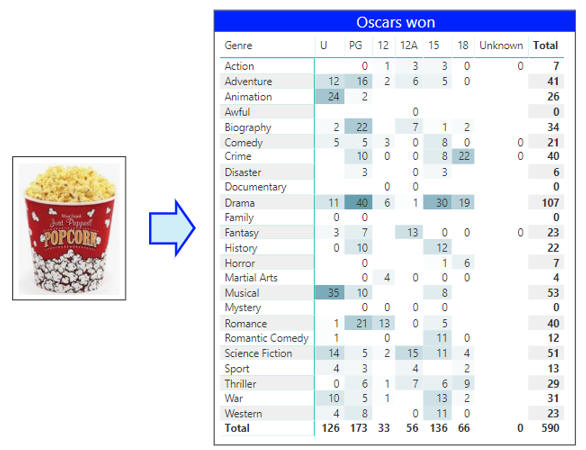 Oscars won
Genre U PG 12 12A 15 18 Unknown Total
Action 0 1 3 3 0 0 7
Adventure 12 16 2 6 5 0 41
Animation 24 2 26
Awful 0 0
Biography 2 22 7 1 2 34
Comedy 5 5 3 0 8 0 0 21
Crime 10 0 0 8 22 0 40
Disaster 3 0 3 6
Documentary 0 0 0
Drama 11 40 6 1 30 19 107
Family 0 0 0
Fantasy 3 7 13 0 0 0 23
History 0 10 12 22
Horror 0 1 6 7
Martial Arts 0 4 0 0 0 4
Musical 35 10 8 53
Mystery 0 0 0 0 0
Romance 1 21 13 0 5 40
Romantic Comedy 1 0 11 0 12
Science Fiction 14 5 2 15 11 4 51
Sport 4 3 4 2 13
Thriller 0 6 1 7 6 9 29
War 10 5 1 13 2 31
Western 4 8 0 11 0 23
Total 126 173 33 56 136 66 0 590
Just Popped!
POPCORN